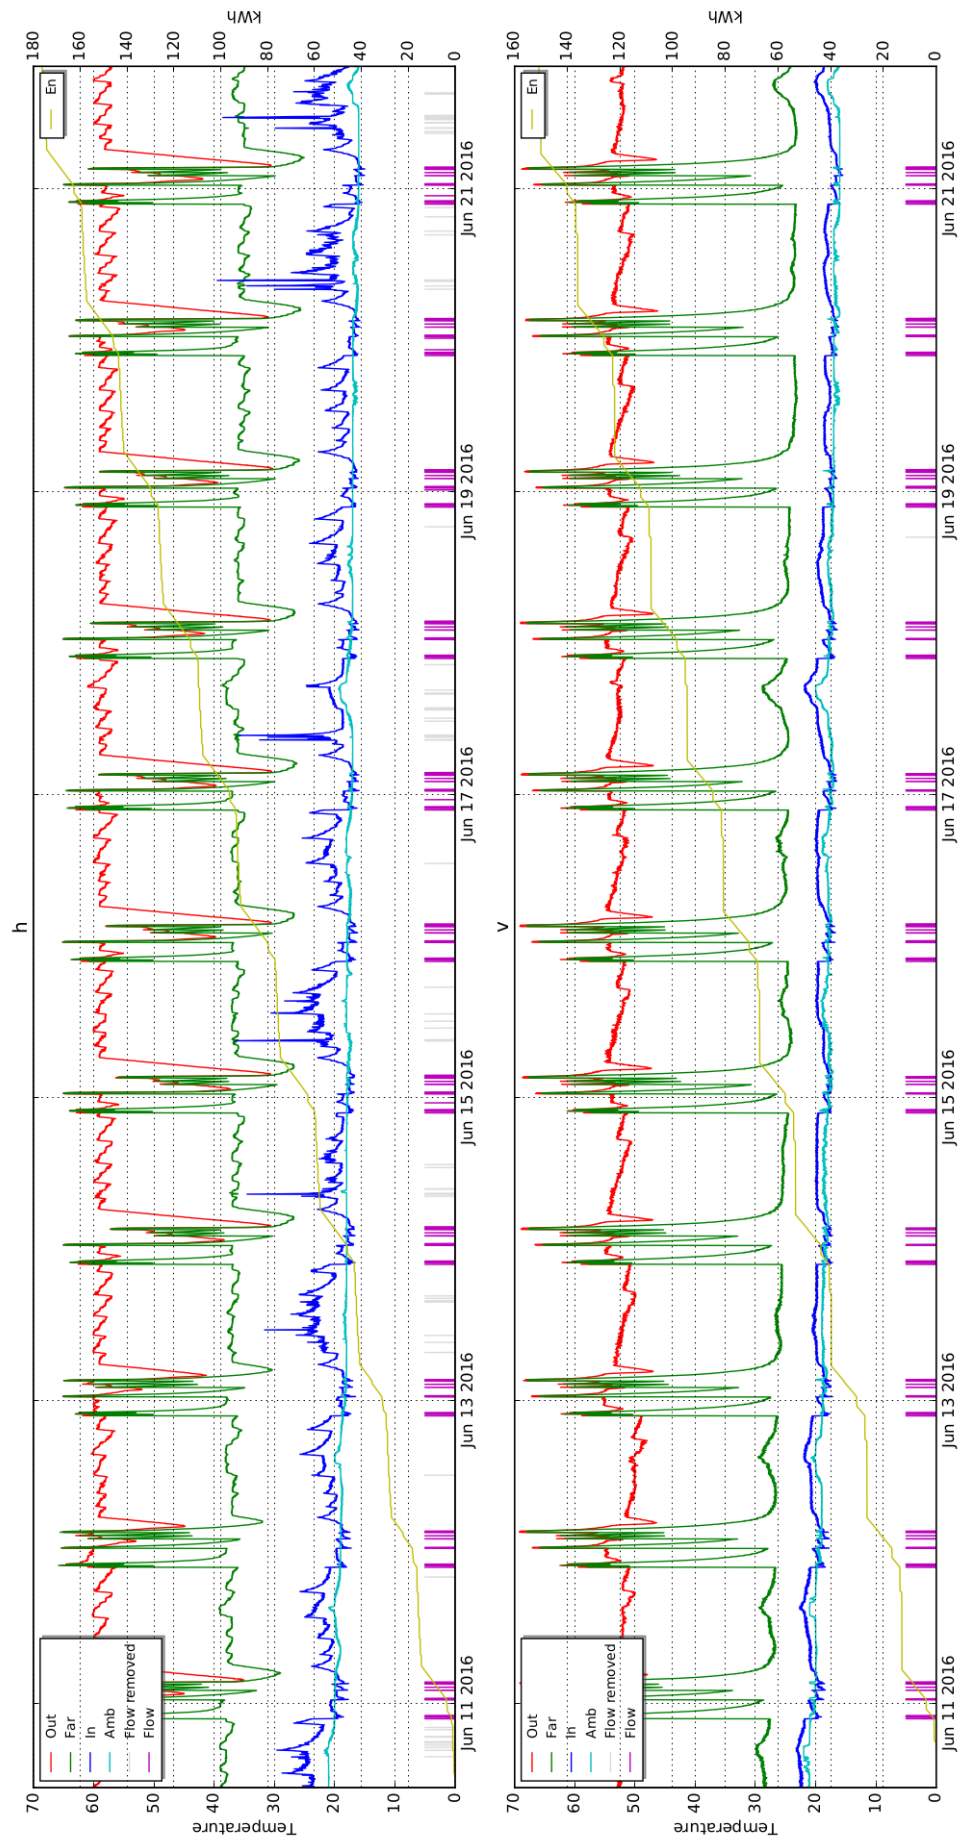 h
Temperature
70
60
50
40
30
20
10
0
kWh
180
160
140
120
100
80
60
40
20
0
Out
Far
In
Amb
Flow removed
Flow
En
Jun 11 2016
Jun 13 2016
Jun 15 2016
Jun 17 2016
Jun 19 2016
Jun 21 2016
v
Temperature
70
60
50
40
30
20
10
0
kWh
160
140
120
100
80
60
40
20
0
Out
Far
In
Amb
Flow removed
Flow
En
Jun 11 2016
Jun 13 2016
Jun 15 2016
Jun 17 2016
Jun 19 2016
Jun 21 2016